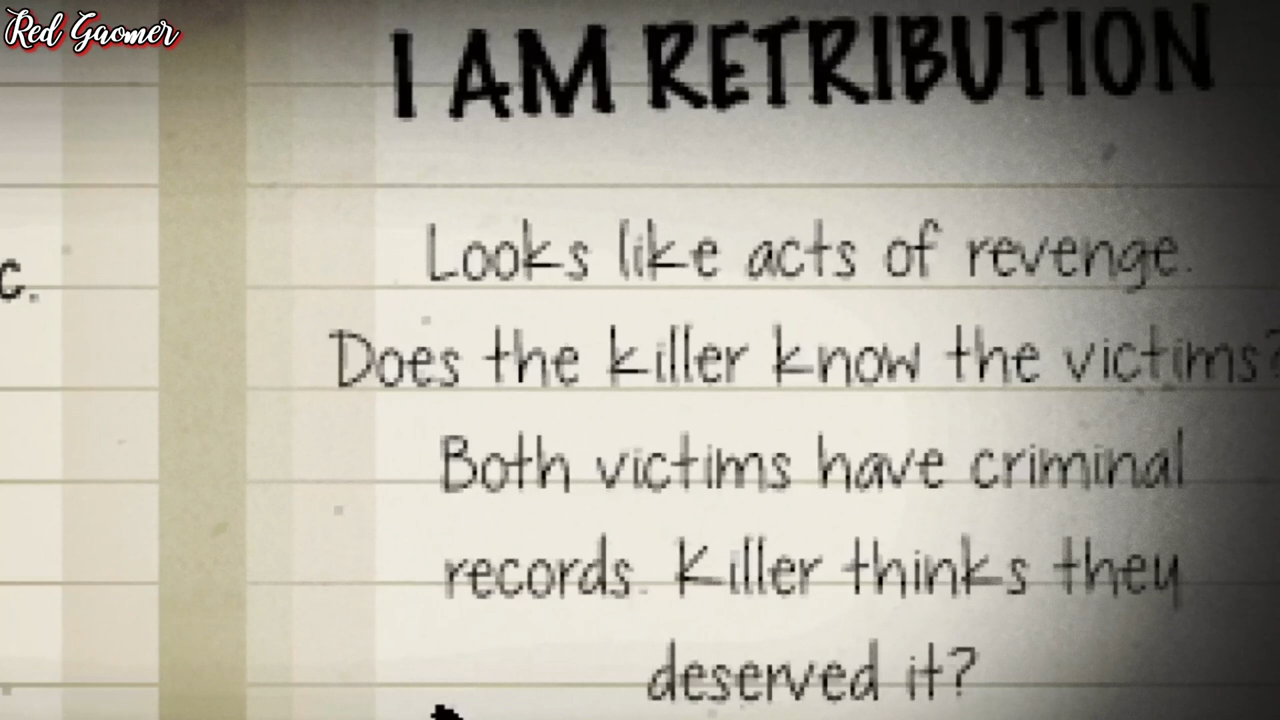 Red Gaomer
I AM RETRIBUTION
Looks like acts of revenge.
c.
Does the killer know the victims?
Both victims have criminal
records. Killer thinks they
deserved it?